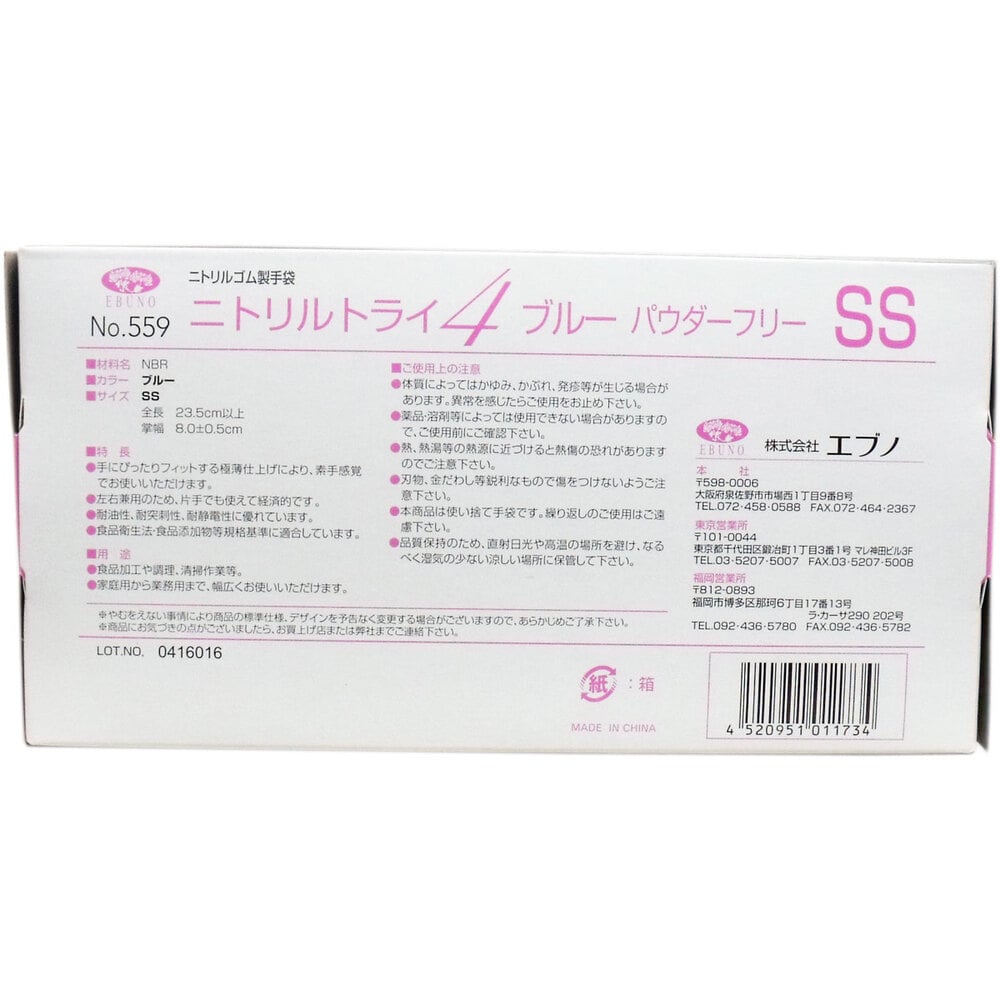 EBUNO
No.559
ニトリルゴム製手袋
ニトリルトライ4 ブルー パウダーフリー SS
■材料名 NBR
■カラー ブルー
■サイズ SS
全長 23.5cm以上
掌幅 8.0±0.5cm
■特長
●手にぴったりフィットする極薄仕上げにより、素手感覚
でお使いいただけます。
●左右兼用のため、片手でも使えて経済的です。
●耐油性、耐突刺性、耐静電性に優れています。
●食品衛生法・食品添加物等規格基準に適合しています。
■用途
●食品加工や調理、清掃作業等。
●家庭用から業務用まで、幅広くお使いいただけます。
■ご使用上の注意
●体質によってはかゆみ、かぶれ、発疹等が生じる場合が
あります。異常を感じたらご使用をお止め下さい。
●薬品・溶剤等によっては使用できない場合がありますの
で、ご使用前にご確認下さい。
●熱、熱湯等の熱源に近づけると熱傷の恐れがあります
のでご注意下さい。
●刃物、金だわし等鋭利なもので傷をつけないようご注
意下さい。
●本商品は使い捨て手袋です。繰り返しのご使用はご遠
慮下さい。
●品質保持のため、直射日光や高温の場所を避け、なる
べく湿気の少ない涼しい場所に保管して下さい。
※やむをえない事情により商品の標準仕様、デザインを予告なく変更する場合がございますので、あらかじめご了承下さい。
※商品にお気づきの点がございましたら、お買上げ店または弊社までご連絡下さい。
LOT.NO. 0416016
EBUNO
株式会社 エブノ
本社
〒598-0006
大阪府泉佐野市市場西1丁目9番8号
TEL.072-458-0588 FAX.072-464-2367
東京営業所
〒101-0044
東京都千代田区鍛冶町1丁目3番1号 マレ神田ビル3F
TEL.03-5207-5007 FAX.03-5207-5008
福岡営業所
〒812-0893
福岡市博多区那珂6丁目17番13号
ラ・カーサ290 202号
TEL.092-436-5780 FAX.092-436-5782
紙 :箱
MADE IN CHINA
4 520951 011734